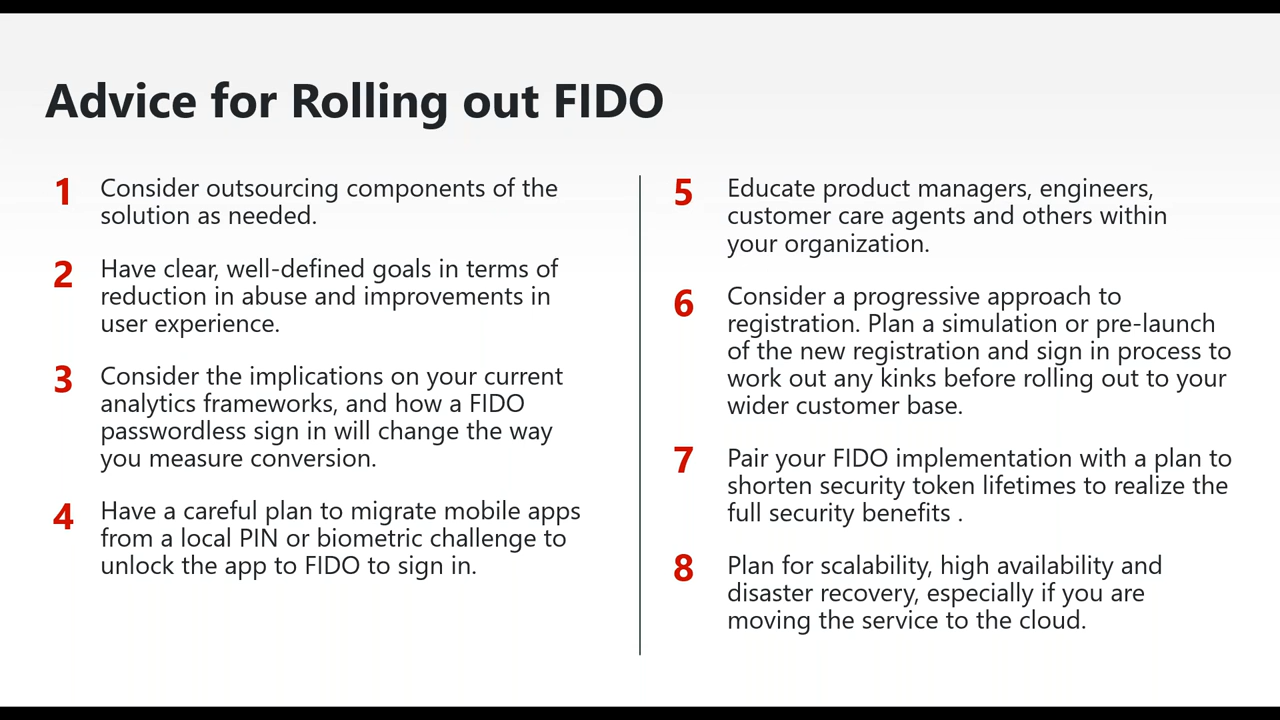 Advice for Rolling out FIDO
1 Consider outsourcing components of the
solution as needed.
2 Have clear, well-defined goals in terms of
reduction in abuse and improvements in
user experience.
3 Consider the implications on your current
analytics frameworks, and how a FIDO
passwordless sign in will change the way
you measure conversion.
4 Have a careful plan to migrate mobile apps
from a local PIN or biometric challenge to
unlock the app to FIDO to sign in.
5 Educate product managers, engineers,
customer care agents and others within
your organization.
6 Consider a progressive approach to
registration. Plan a simulation or pre-launch
of the new registration and sign in process to
work out any kinks before rolling out to your
wider customer base.
7 Pair your FIDO implementation with a plan to
shorten security token lifetimes to realize the
full security benefits .
8 Plan for scalability, high availability and
disaster recovery, especially if you are
moving the service to the cloud.